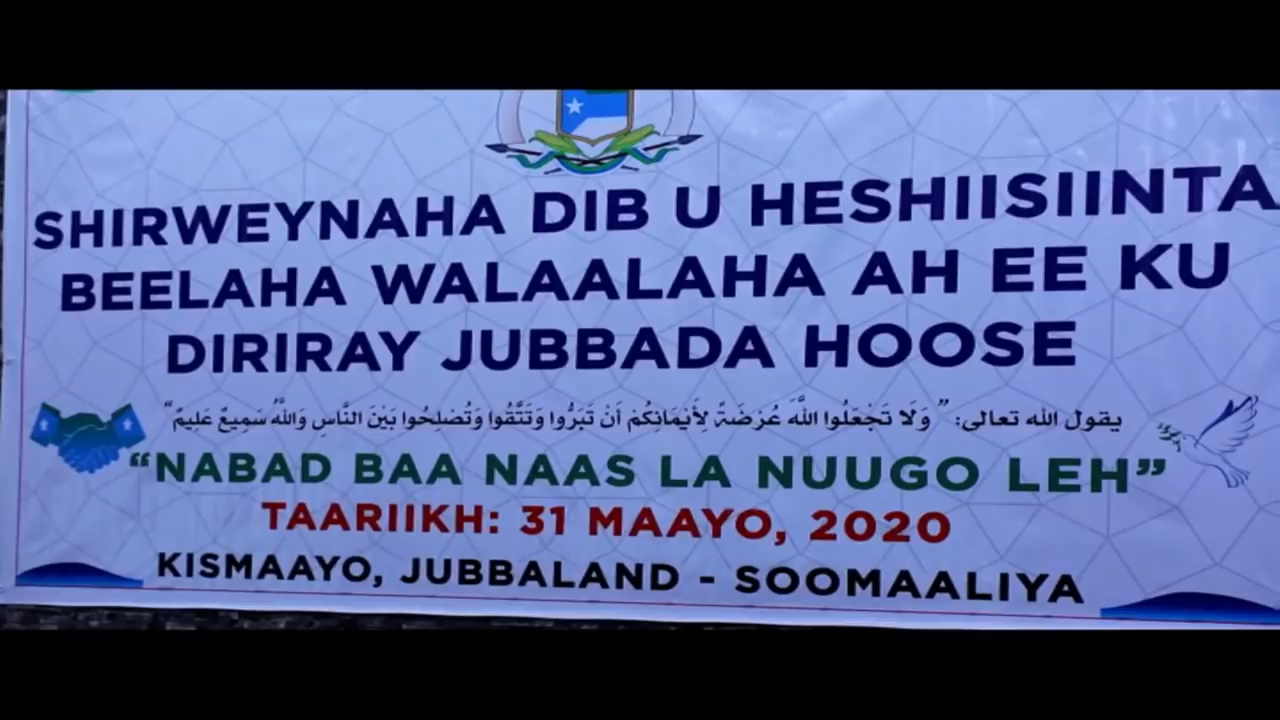 SHIRWEYNAHA DIB U HESHIISIINTA
BEELAHA WALAALAHA AH EE KU
DIRIRAY JUBBADA HOOSE
يقول الله تعالى: ” وَلَا تَجْعَلُوا اللَّهَ عُرْضَةً لِأَيْمَانِكُمْ أَنْ تَبَرُّوا وَتَتَّقُوا وَتُصْلِحُوا بَيْنَ النَّاسِ وَاللَّهُ سَمِيعٌ عَلِيمٌ “
“NABAD BAA NAAS LA NUUGO LEH”
TAARIIKH: 31 MAAYO, 2020
KISMAAYO, JUBBALAND - SOOMAALIYA